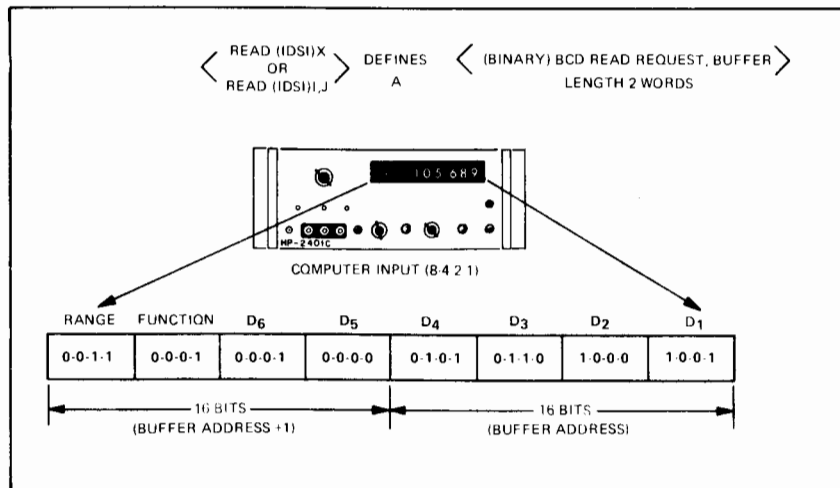 READ (IDSI)X
OR
READ (IDSI)I,J
DEFINES
A
(BINARY) BCD READ REQUEST, BUFFER
LENGTH 2 WORDS
105 689
HP-2401C
COMPUTER INPUT (8-4 2 1)
RANGE FUNCTION D6 D5 D4 D3 D2 D1
0-0-1-1 0-0-0-1 0-0-0-1 0-0-0-0 0-1-0-1 0-1-1-0 1-0-0-0 1-0-0-1
16 BITS 16 BITS
(BUFFER ADDRESS +1) (BUFFER ADDRESS)